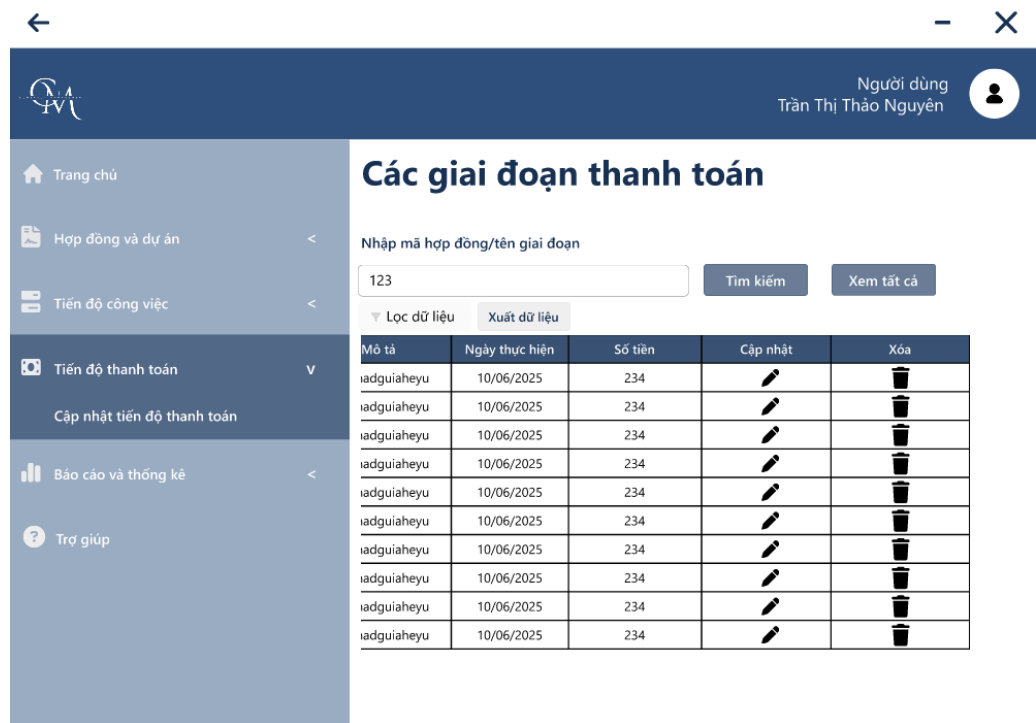 Người dùng
Trần Thị Thảo Nguyên
Trang chủ
Hợp đồng và dự án <
Tiến độ công việc <
Tiến độ thanh toán v
Cập nhật tiến độ thanh toán
Báo cáo và thống kê <
? Trợ giúp
Các giai đoạn thanh toán
Nhập mã hợp đồng/tên giai đoạn
123 Tìm kiếm Xem tất cả
Lọc dữ liệu Xuất dữ liệu
Mô tả Ngày thực hiện Số tiền Cập nhật Xóa
adguiaheyu 10/06/2025 234
adguiaheyu 10/06/2025 234
adguiaheyu 10/06/2025 234
adguiaheyu 10/06/2025 234
adguiaheyu 10/06/2025 234
adguiaheyu 10/06/2025 234
adguiaheyu 10/06/2025 234
adguiaheyu 10/06/2025 234
adguiaheyu 10/06/2025 234
adguiaheyu 10/06/2025 234